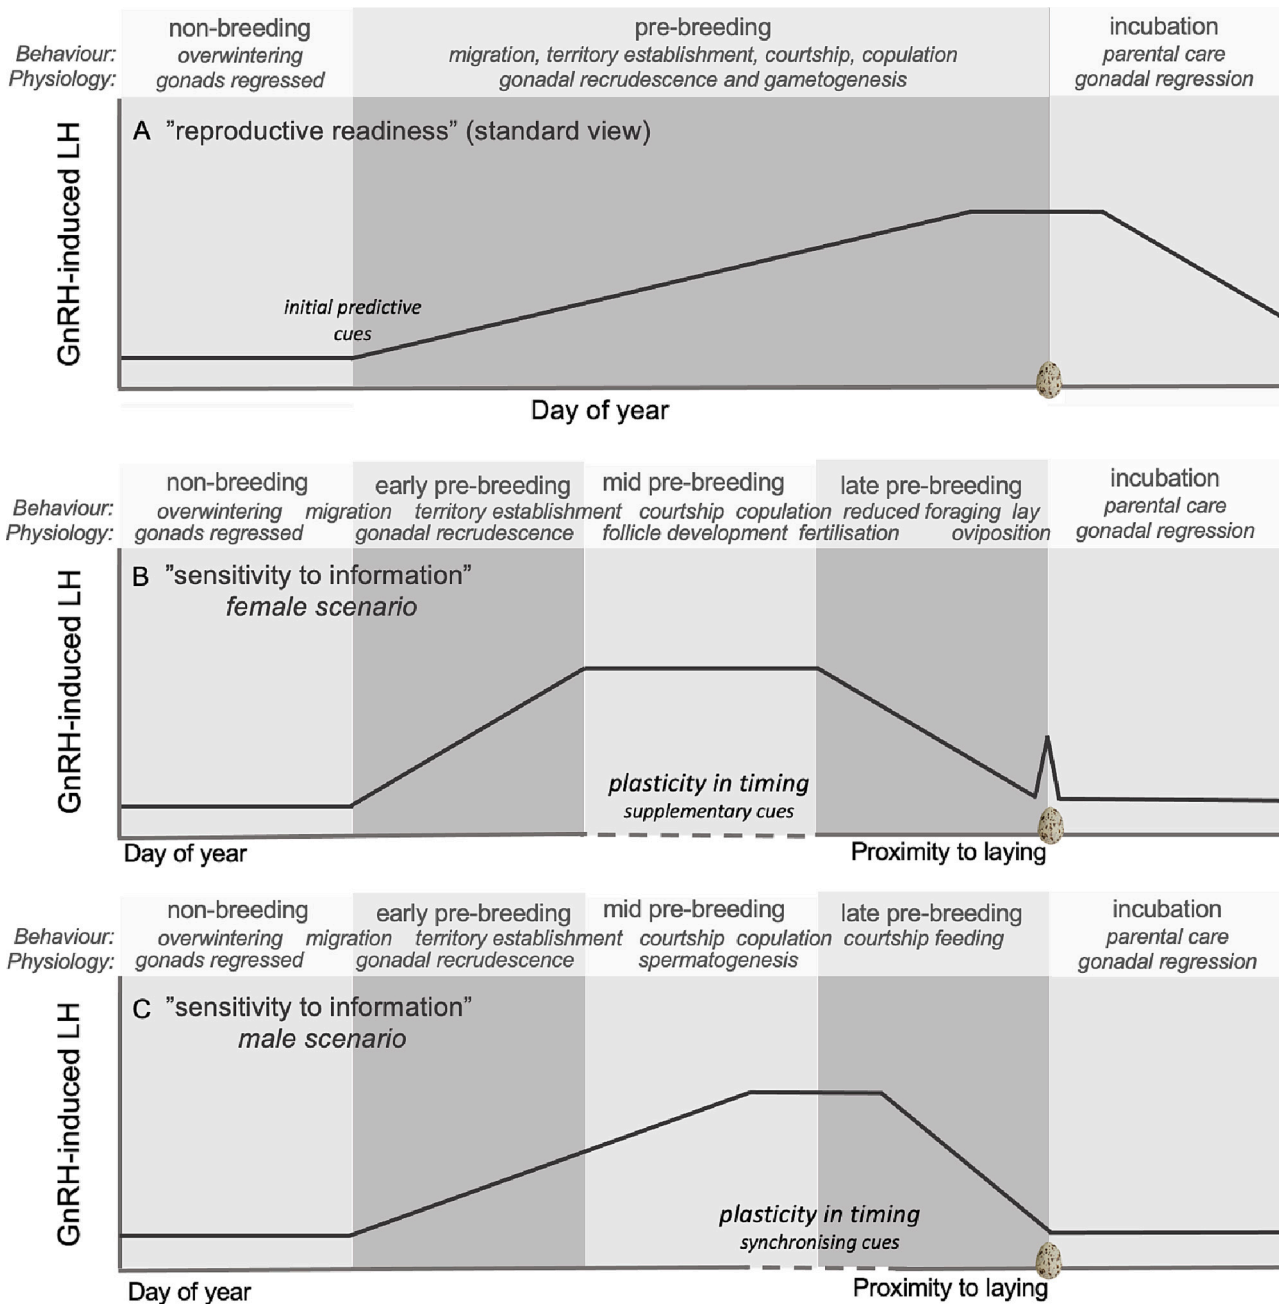 non-breeding pre-breeding incubation
Behaviour: overwintering migration, territory establishment, courtship, copulation parental care
Physiology: gonads regressed gonadal recrudescence and gametogenesis gonadal regression
GnRH-induced LH
A ”reproductive readiness” (standard view)
initial predictive
cues
Day of year
non-breeding early pre-breeding mid pre-breeding late pre-breeding incubation
Behaviour: overwintering migration territory establishment courtship copulation reduced foraging lay parental care
Physiology: gonads regressed gonadal recrudescence follicle development fertilisation oviposition gonadal regression
GnRH-induced LH
B ”sensitivity to information”
female scenario
plasticity in timing
supplementary cues
Day of year Proximity to laying
non-breeding early pre-breeding mid pre-breeding late pre-breeding incubation
Behaviour: overwintering migration territory establishment courtship copulation courtship feeding parental care
Physiology: gonads regressed gonadal recrudescence spermatogenesis gonadal regression
GnRH-induced LH
C ”sensitivity to information”
male scenario
plasticity in timing
synchronising cues
Day of year Proximity to laying